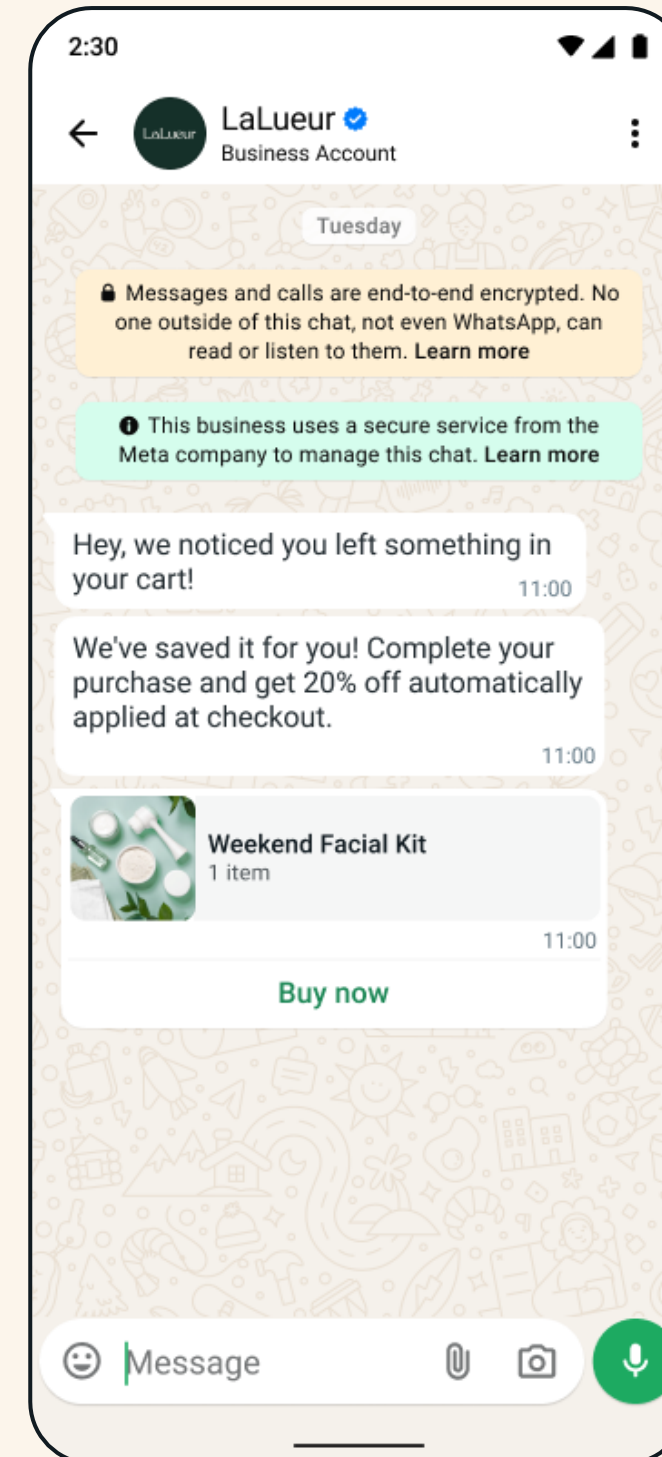 2:30
LaLueur
LaLueur
Business Account
Tuesday
Messages and calls are end-to-end encrypted. No
one outside of this chat, not even WhatsApp, can
read or listen to them. Learn more
This business uses a secure service from the
Meta company to manage this chat. Learn more
Hey, we noticed you left something in
your cart!
11:00
We've saved it for you! Complete your
purchase and get 20% off automatically
applied at checkout.
11:00
Weekend Facial Kit
1 item
11:00
Buy now
Message